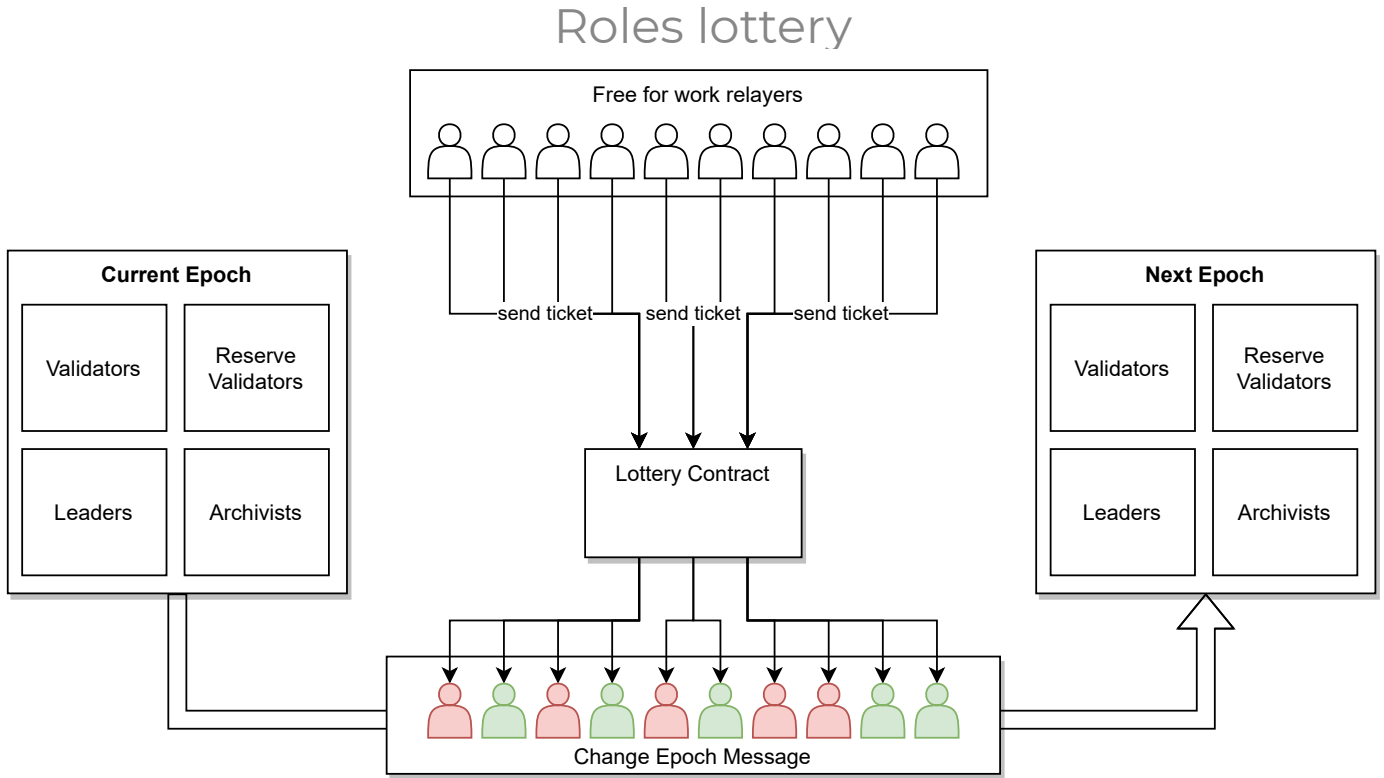 Roles lottery
Free for work relayers
send ticket
send ticket
send ticket
Current Epoch
Validators
Reserve
Validators
Leaders
Archivists
Lottery Contract
Next Epoch
Validators
Reserve
Validators
Leaders
Archivists
Change Epoch Message